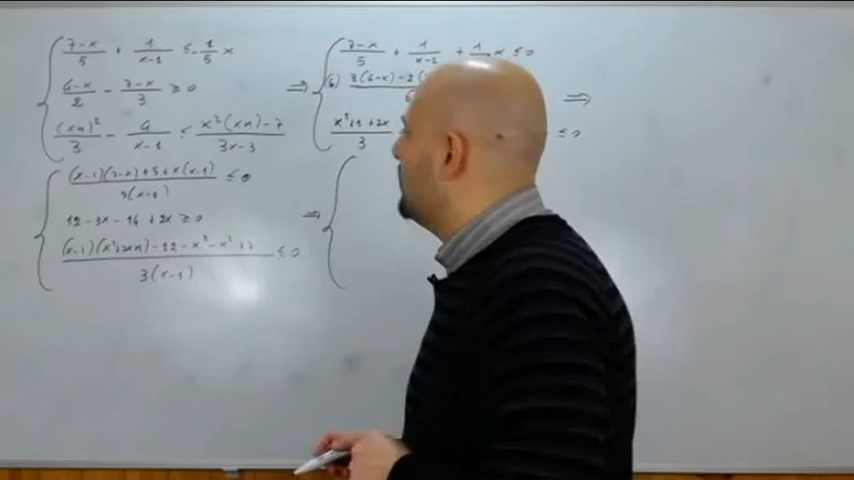 7-x/5 + 1/x-1 ≤ -1/5 x
6-x/2 - 7-x/3 ≥ 0 ⇒
(x+1)²/3 - 4/x-1 ≤ x²(x+1)-7/3x-3
7-x/5 + 1/x-1 + 1/5 x ≤ 0
(6) 3(6-x)-2( ⇒
x²+1+2x/3 ≤ 0
(x-1)(7-x)+5+x(x-1)/5(x-1) ≤ 0
-3x-14+2x ≥ 0 ⇒
(x-1)(x²+2x+1)-12-x³-x²+7/3(x-1) ≤ 0